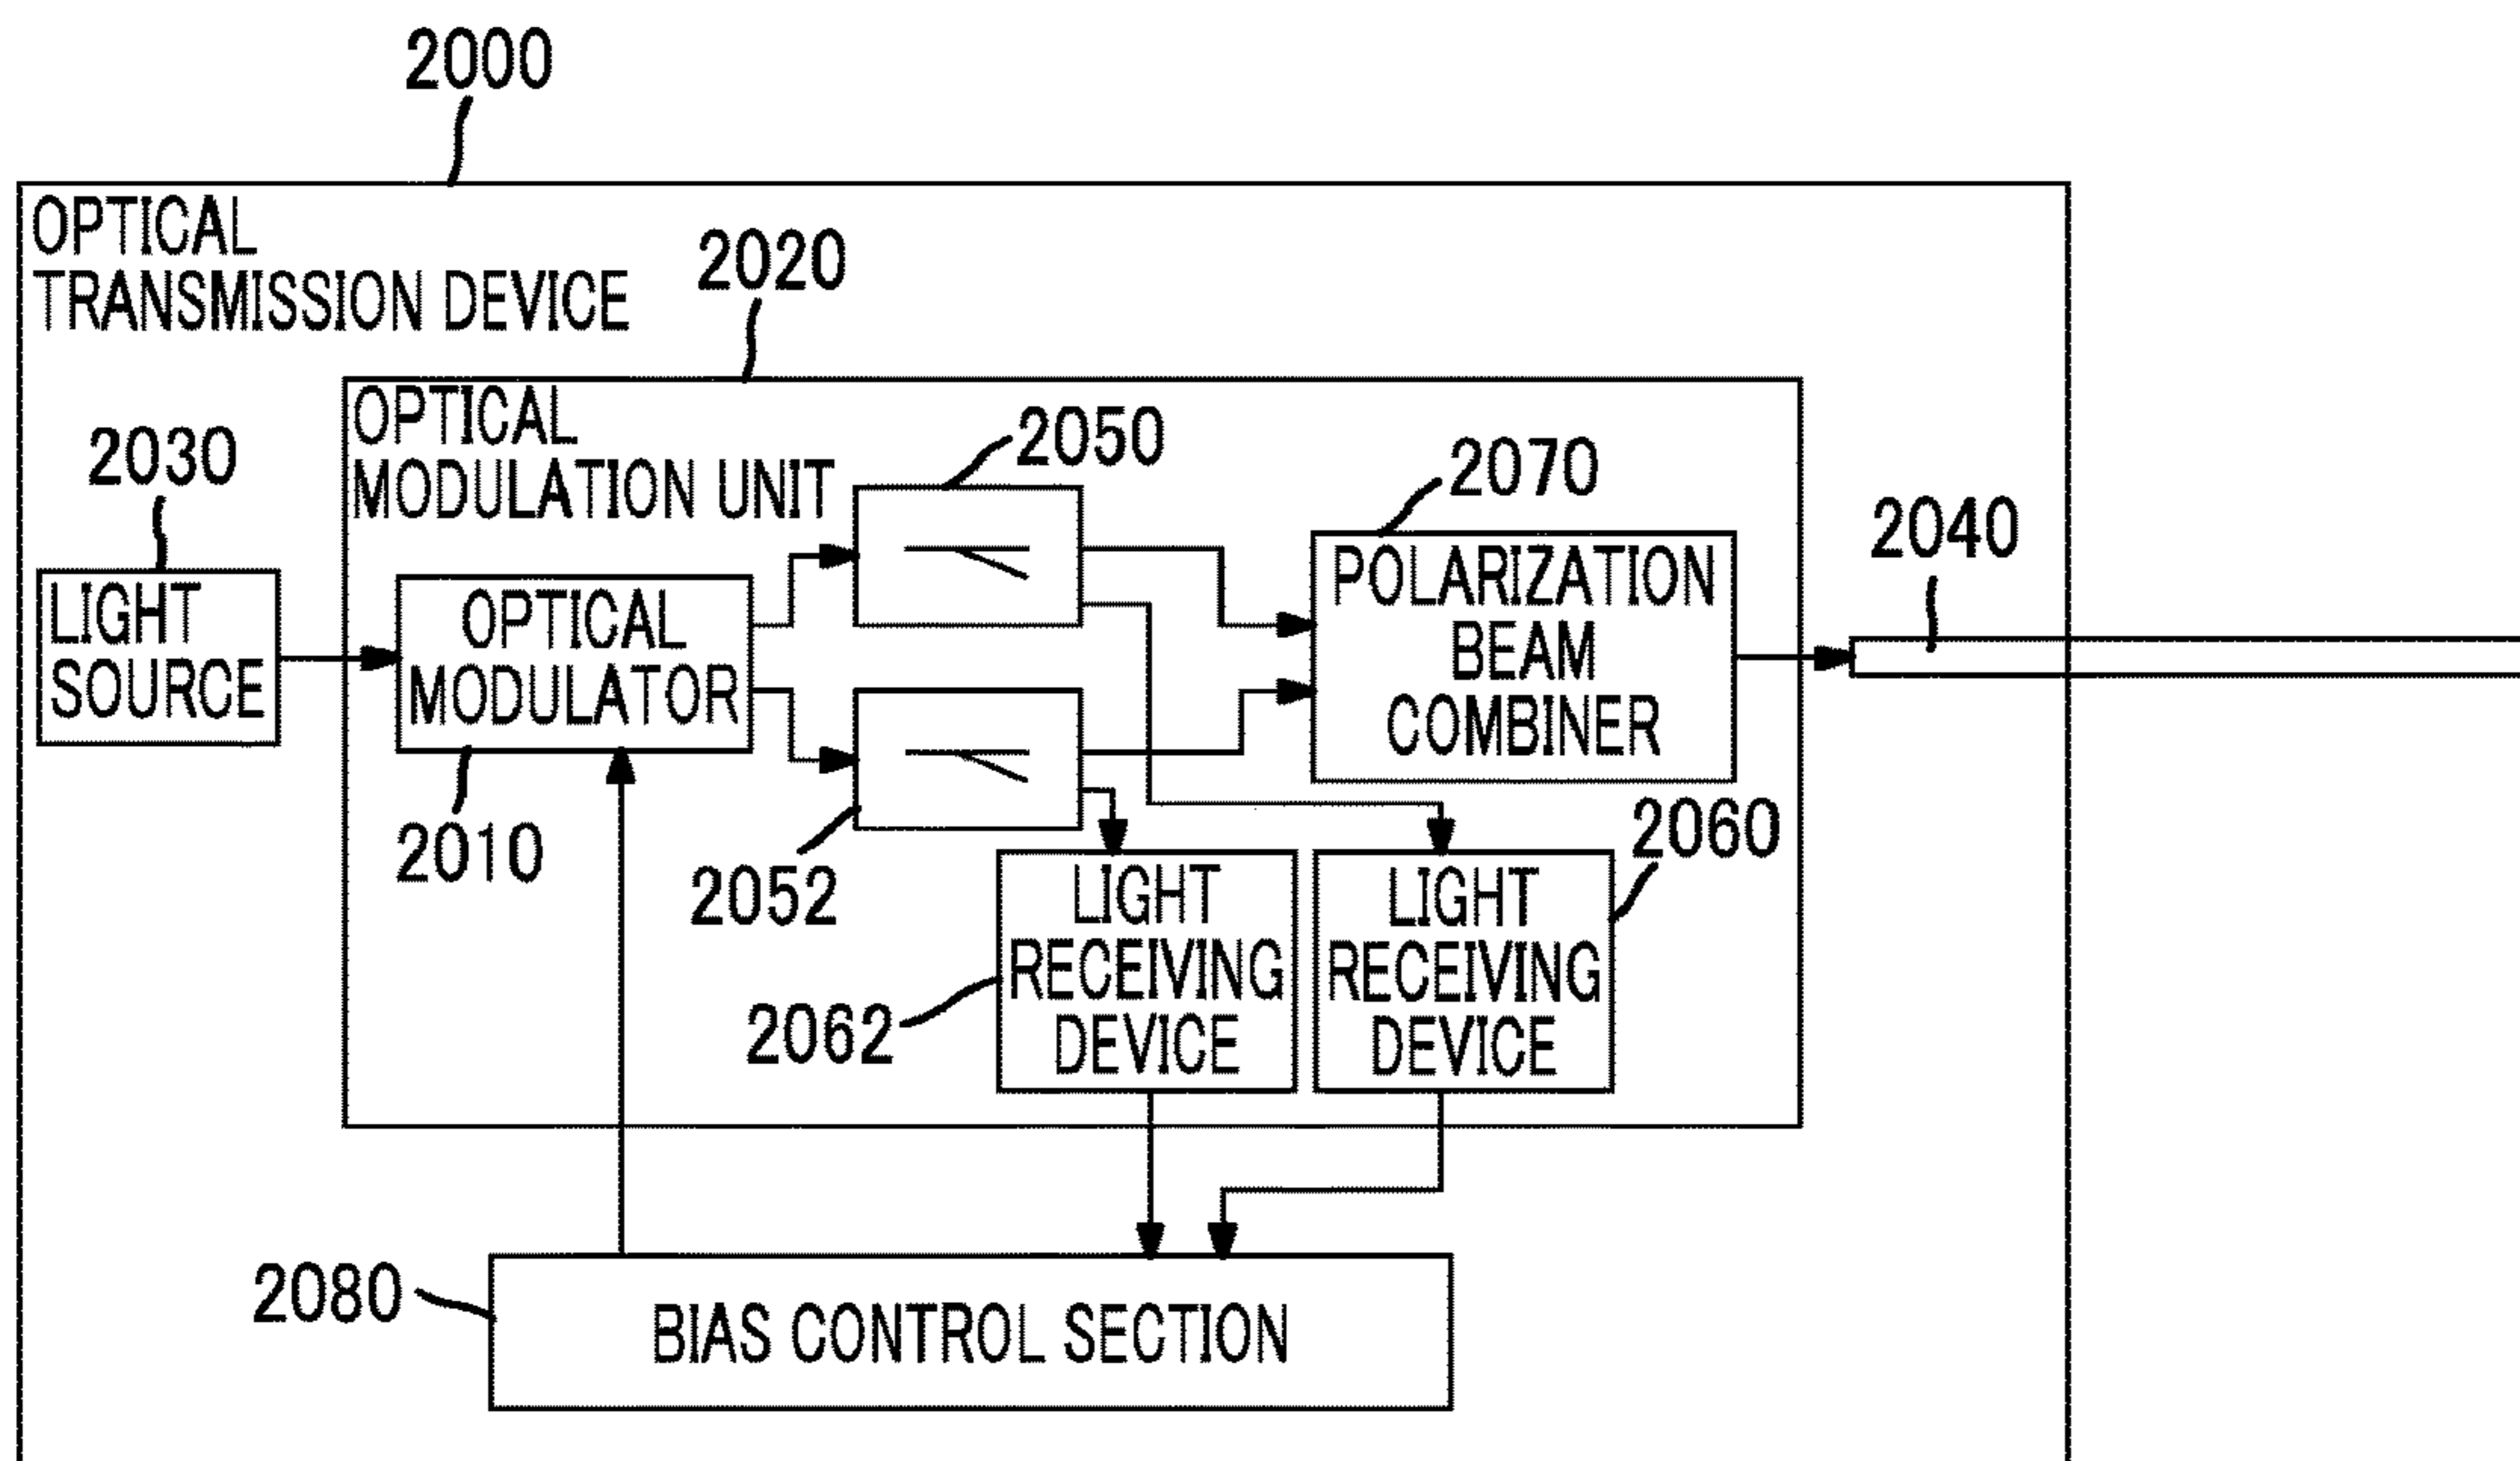 2000
OPTICAL
TRANSMISSION DEVICE
2020
OPTICAL
MODULATION UNIT
2030
LIGHT
SOURCE
OPTICAL
MODULATOR
2010
2050
2052
2070
POLARIZATION
BEAM
COMBINER
2040
2060
LIGHT
RECEIVING
DEVICE
2062
LIGHT
RECEIVING
DEVICE
2080
BIAS CONTROL SECTION